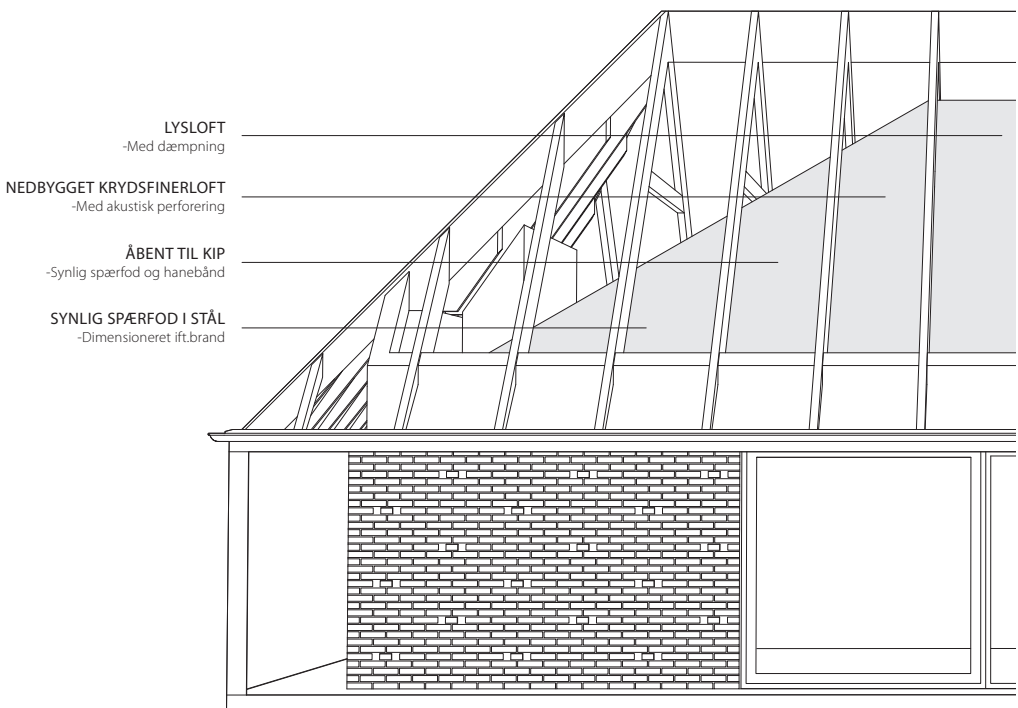 LYSLOFT
-Med dæmpning
NEDBYGGET KRYDSFINERLOFT
-Med akustisk perforering
ÅBENT TIL KIP
-Synlig spærfod og hanebånd
SYNLIG SPÆRFOD I STÅL
-Dimensioneret ift.brand